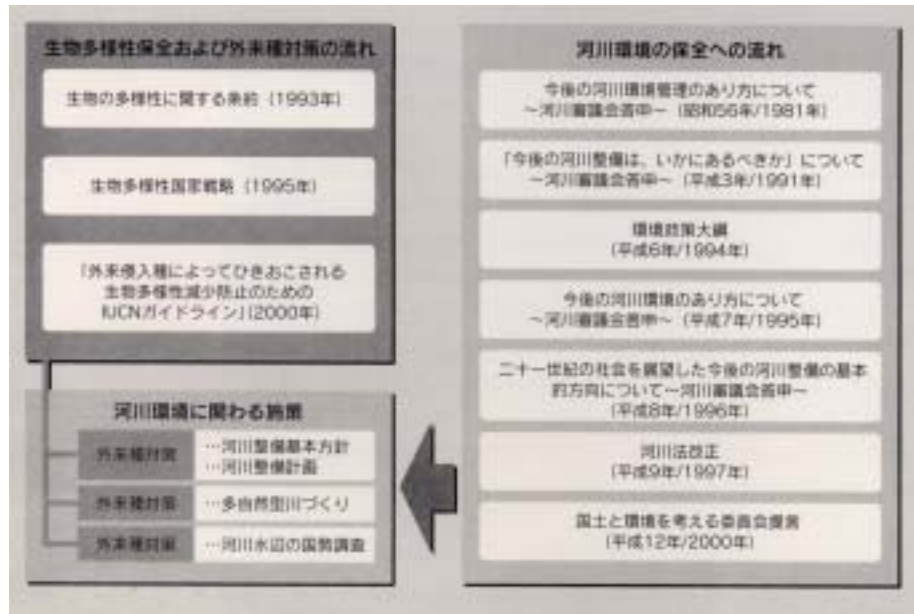 生物多様性保全および外来種対策の流れ
生物の多様性に関する条約（1993年）
生物多様性国家戦略（1995年）
「外来侵入種によってひきおこされる
生物多様性減少防止のための
IUCNガイドライン」(2000年)
河川環境に関わる施策
外来種対策
…河川整備基本方針
…河川整備計画
外来種対策
…多自然型川づくり
外来種対策
…河川水辺の国勢調査
河川環境の保全への流れ
今後の河川環境管理のあり方について
～河川審議会答申～（昭和56年/1981年）
「今後の河川整備は、いかにあるべきか」について
～河川審議会答申～（平成3年/1991年）
環境政策大綱
（平成6年/1994年）
今後の河川環境のあり方について
～河川審議会答申～（平成7年/1995年）
二十一世紀の社会を展望した今後の河川整備の基本
的方向について～河川審議会答申～
（平成8年/1996年）
河川法改正
（平成9年/1997年）
国土と環境を考える委員会提言
（平成12年/2000年）